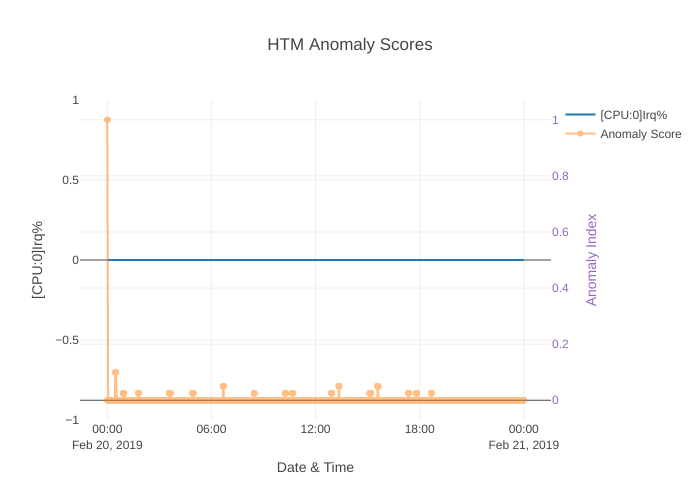 HTM Anomaly Scores
1
0.5
0
−0.5
−1
[CPU:0]Irq%
1
0.8
0.6
0.4
0.2
0
Anomaly Index
[CPU:0]Irq%
Anomaly Score
00:00 06:00 12:00 18:00 00:00
Feb 20, 2019 Feb 21, 2019
Date & Time